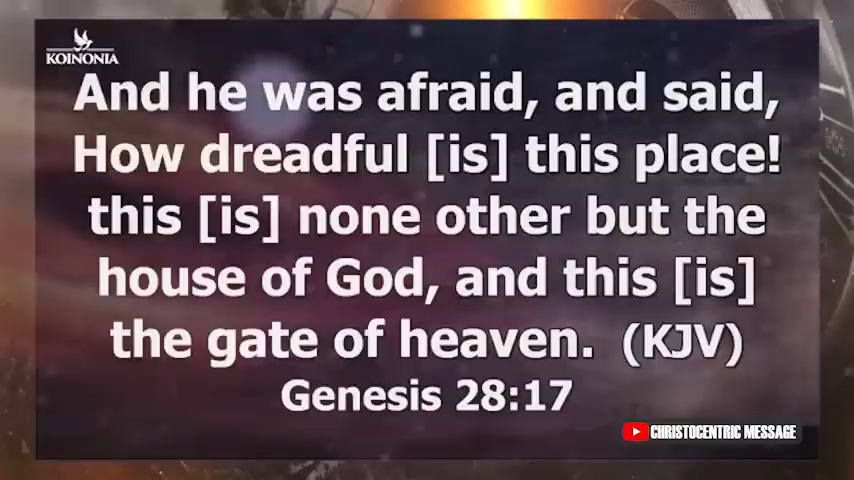 KOINONIA
And he was afraid, and said,
How dreadful [is] this place!
this [is] none other but the
house of God, and this [is]
the gate of heaven. (KJV)
Genesis 28:17
CHRISTOCENTRIC MESSAGE